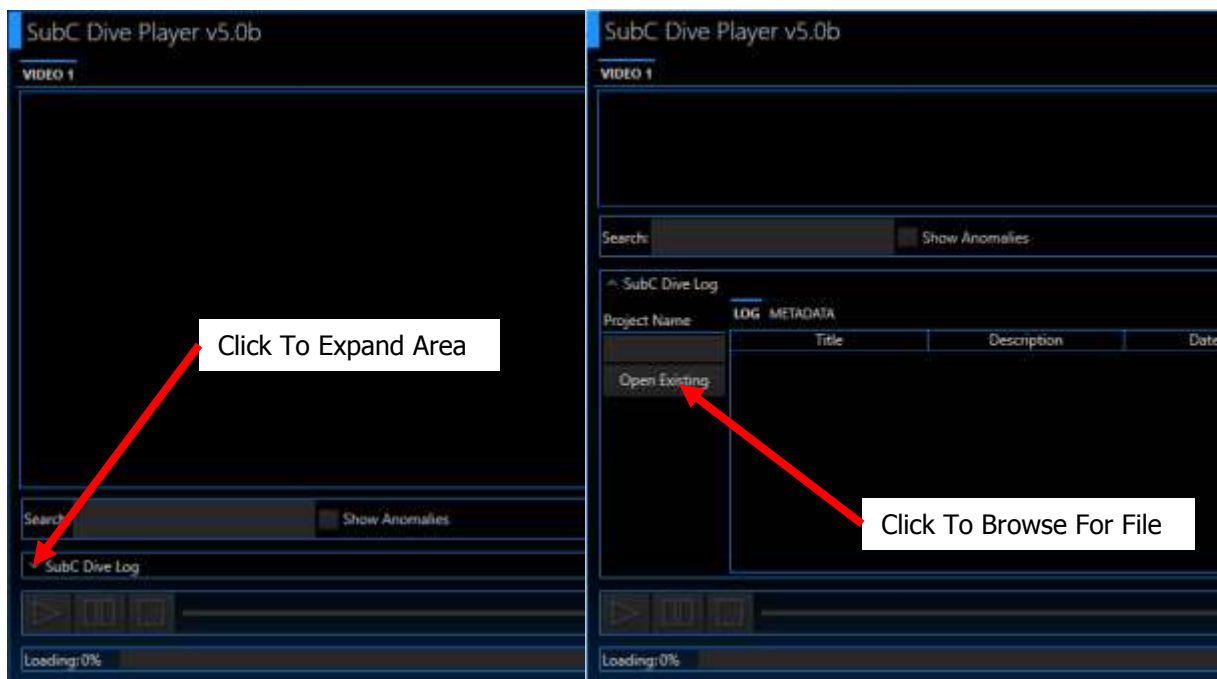 SubC Dive Player v5.0b
VIDEO 1
Click To Expand Area
Search:
Show Anomalies
SubC Dive Log
Loading:0%
SubC Dive Player v5.0b
VIDEO 1
Search:
Show Anomalies
SubC Dive Log
Project Name
LOG METADATA
Title Description Date
Open Existing
Click To Browse For File
Loading:0%